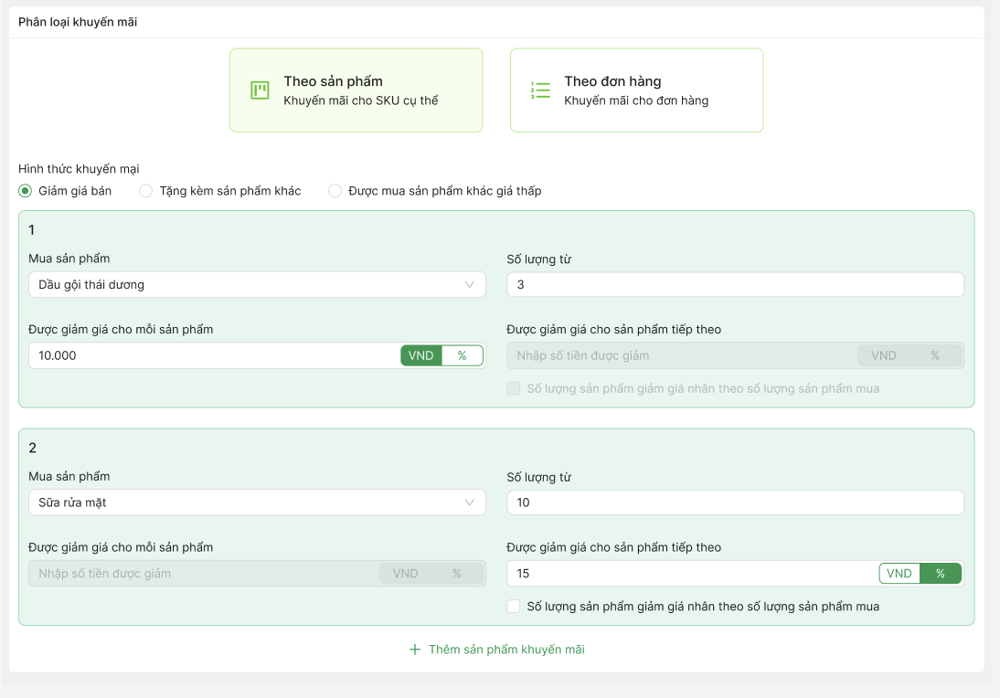 Phân loại khuyến mãi
Theo sản phẩm
Khuyến mãi cho SKU cụ thể
Theo đơn hàng
Khuyến mãi cho đơn hàng
Hình thức khuyến mại
Giảm giá bán Tặng kèm sản phẩm khác Được mua sản phẩm khác giá thấp
1
Mua sản phẩm Số lượng từ
Dầu gội thái dương 3
Được giảm giá cho mỗi sản phẩm Được giảm giá cho sản phẩm tiếp theo
10.000 VND % Nhập số tiền được giảm VND %
Số lượng sản phẩm giảm giá nhân theo số lượng sản phẩm mua
2
Mua sản phẩm Số lượng từ
Sữa rửa mặt 10
Được giảm giá cho mỗi sản phẩm Được giảm giá cho sản phẩm tiếp theo
Nhập số tiền được giảm VND % 15 VND %
Số lượng sản phẩm giảm giá nhân theo số lượng sản phẩm mua
+ Thêm sản phẩm khuyến mãi